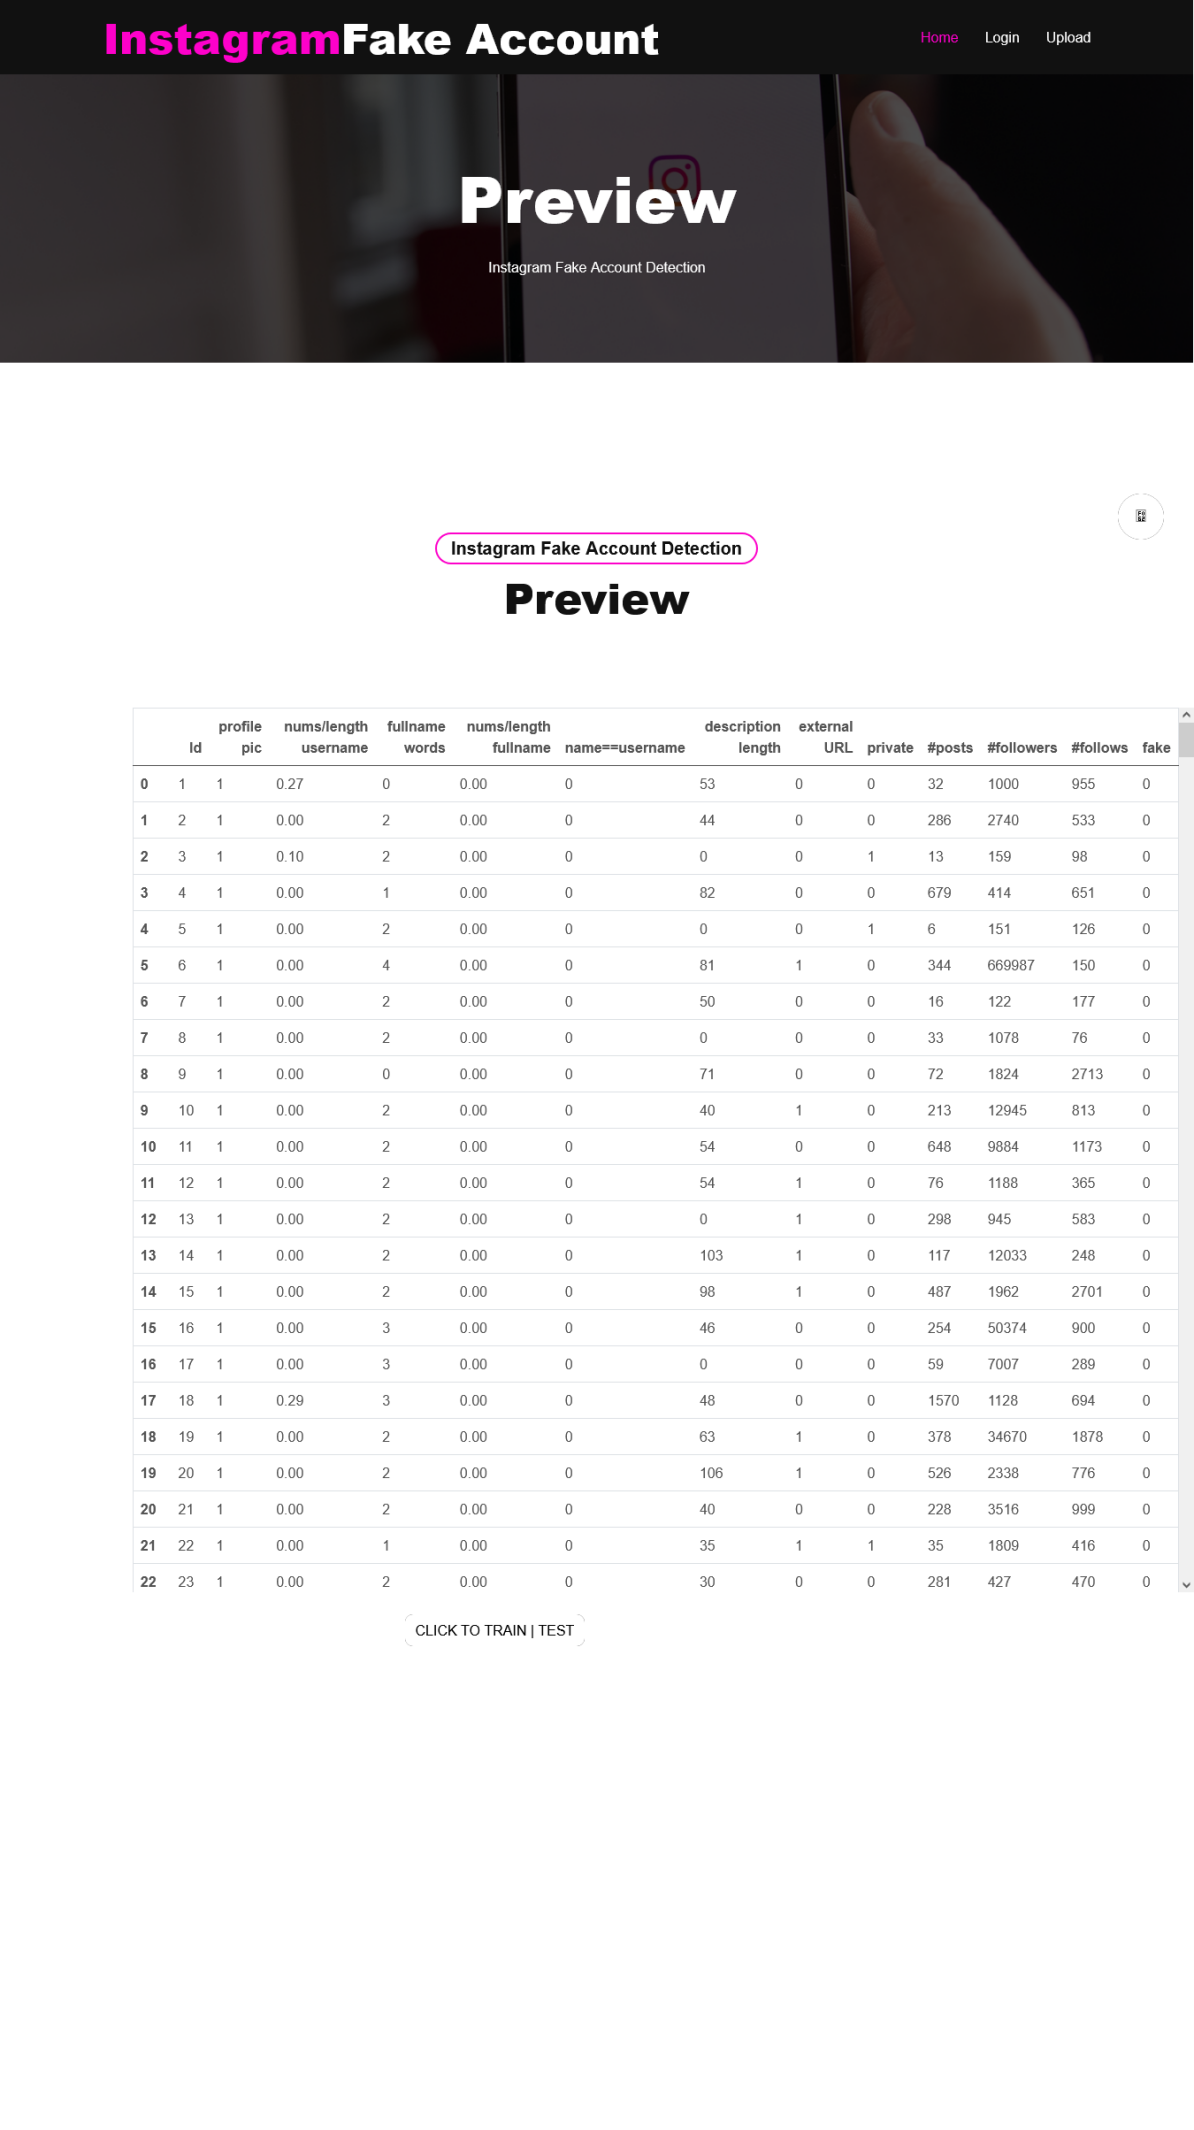 InstagramFake Account
Home Login Upload
Preview
Instagram Fake Account Detection
Instagram Fake Account Detection
Preview
Id profile pic nums/length username fullname words nums/length fullname name==username description length external URL private #posts #followers #follows fake
0 1 1 0.27 0 0.00 0 53 0 0 32 1000 955 0
1 2 1 0.00 2 0.00 0 44 0 0 286 2740 533 0
2 3 1 0.10 2 0.00 0 0 0 1 13 159 98 0
3 4 1 0.00 1 0.00 0 82 0 0 679 414 651 0
4 5 1 0.00 2 0.00 0 0 0 1 6 151 126 0
5 6 1 0.00 4 0.00 0 81 1 0 344 669987 150 0
6 7 1 0.00 2 0.00 0 50 0 0 16 122 177 0
7 8 1 0.00 2 0.00 0 0 0 0 33 1078 76 0
8 9 1 0.00 0 0.00 0 71 0 0 72 1824 2713 0
9 10 1 0.00 2 0.00 0 40 1 0 213 12945 813 0
10 11 1 0.00 2 0.00 0 54 0 0 648 9884 1173 0
11 12 1 0.00 2 0.00 0 54 1 0 76 1188 365 0
12 13 1 0.00 2 0.00 0 0 1 0 298 945 583 0
13 14 1 0.00 2 0.00 0 103 1 0 117 12033 248 0
14 15 1 0.00 2 0.00 0 98 1 0 487 1962 2701 0
15 16 1 0.00 3 0.00 0 46 0 0 254 50374 900 0
16 17 1 0.00 3 0.00 0 0 0 0 59 7007 289 0
17 18 1 0.29 3 0.00 0 48 0 0 1570 1128 694 0
18 19 1 0.00 2 0.00 0 63 1 0 378 34670 1878 0
19 20 1 0.00 2 0.00 0 106 1 0 526 2338 776 0
20 21 1 0.00 2 0.00 0 40 0 0 228 3516 999 0
21 22 1 0.00 1 0.00 0 35 1 1 35 1809 416 0
22 23 1 0.00 2 0.00 0 30 0 0 281 427 470 0
CLICK TO TRAIN | TEST